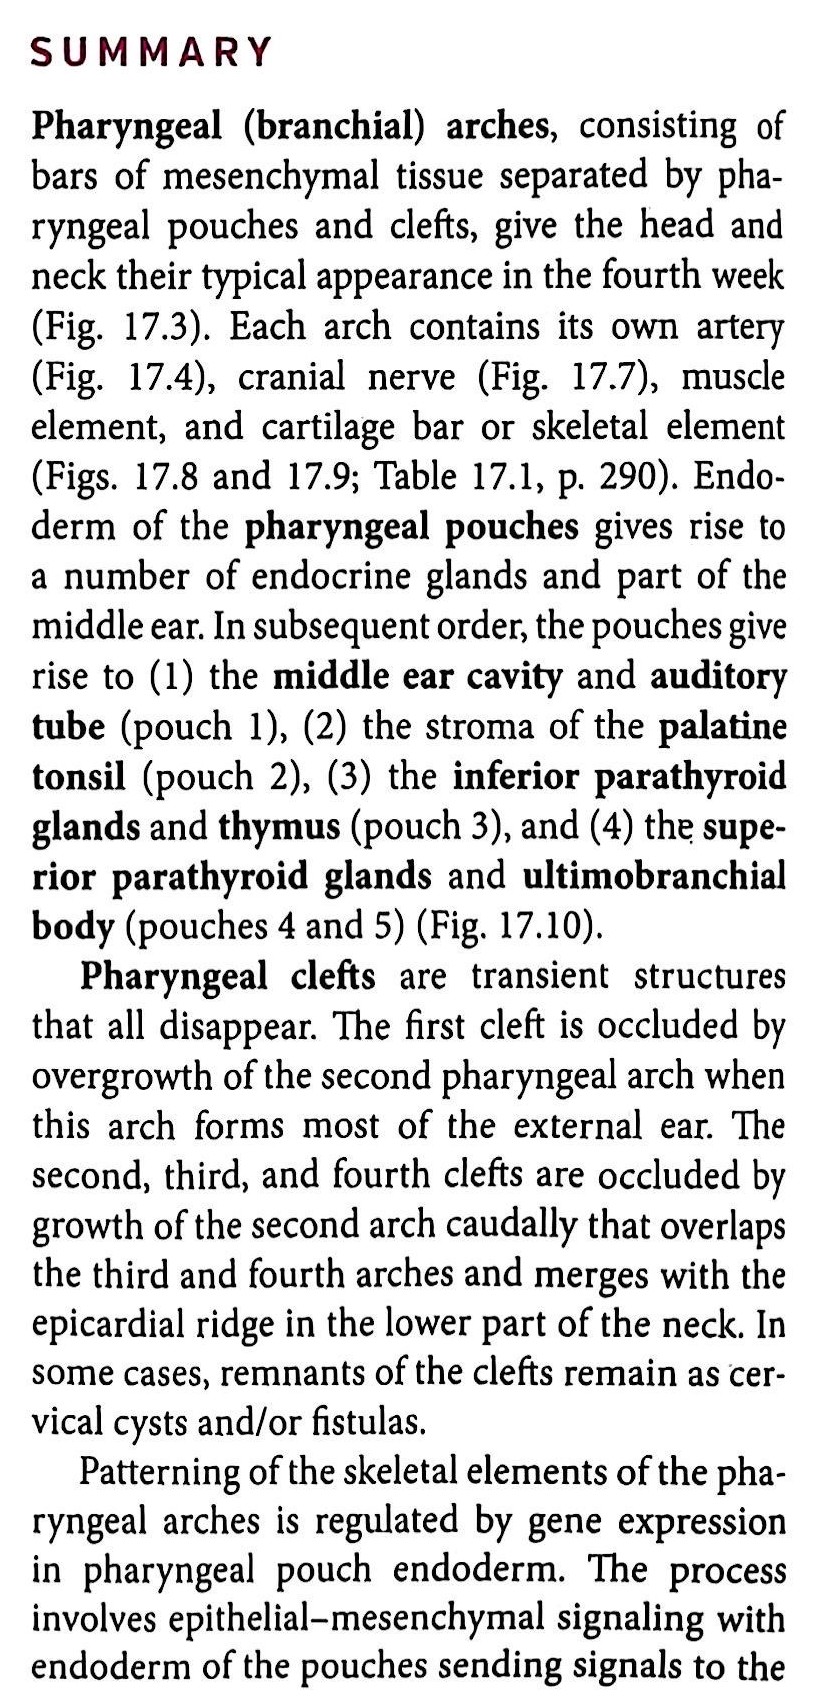 SUMMARY
Pharyngeal (branchial) arches, consisting of
bars of mesenchymal tissue separated by pha-
ryngeal pouches and clefts, give the head and
neck their typical appearance in the fourth week
(Fig. 17.3). Each arch contains its own artery
(Fig. 17.4), cranial nerve (Fig. 17.7), muscle
element, and cartilage bar or skeletal element
(Figs. 17.8 and 17.9; Table 17.1, p. 290). Endo-
derm of the pharyngeal pouches gives rise to
a number of endocrine glands and part of the
middle ear. In subsequent order, the pouches give
rise to (1) the middle ear cavity and auditory
tube (pouch 1), (2) the stroma of the palatine
tonsil (pouch 2), (3) the inferior parathyroid
glands and thymus (pouch 3), and (4) the supe-
rior parathyroid glands and ultimobranchial
body (pouches 4 and 5) (Fig. 17.10).
Pharyngeal clefts are transient structures
that all disappear. The first cleft is occluded by
overgrowth of the second pharyngeal arch when
this arch forms most of the external ear. The
second, third, and fourth clefts are occluded by
growth of the second arch caudally that overlaps
the third and fourth arches and merges with the
epicardial ridge in the lower part of the neck. In
some cases, remnants of the clefts remain as cer-
vical cysts and/or fistulas.
Patterning of the skeletal elements of the pha-
ryngeal arches is regulated by gene expression
in pharyngeal pouch endoderm. The process
involves epithelial–mesenchymal signaling with
endoderm of the pouches sending signals to the